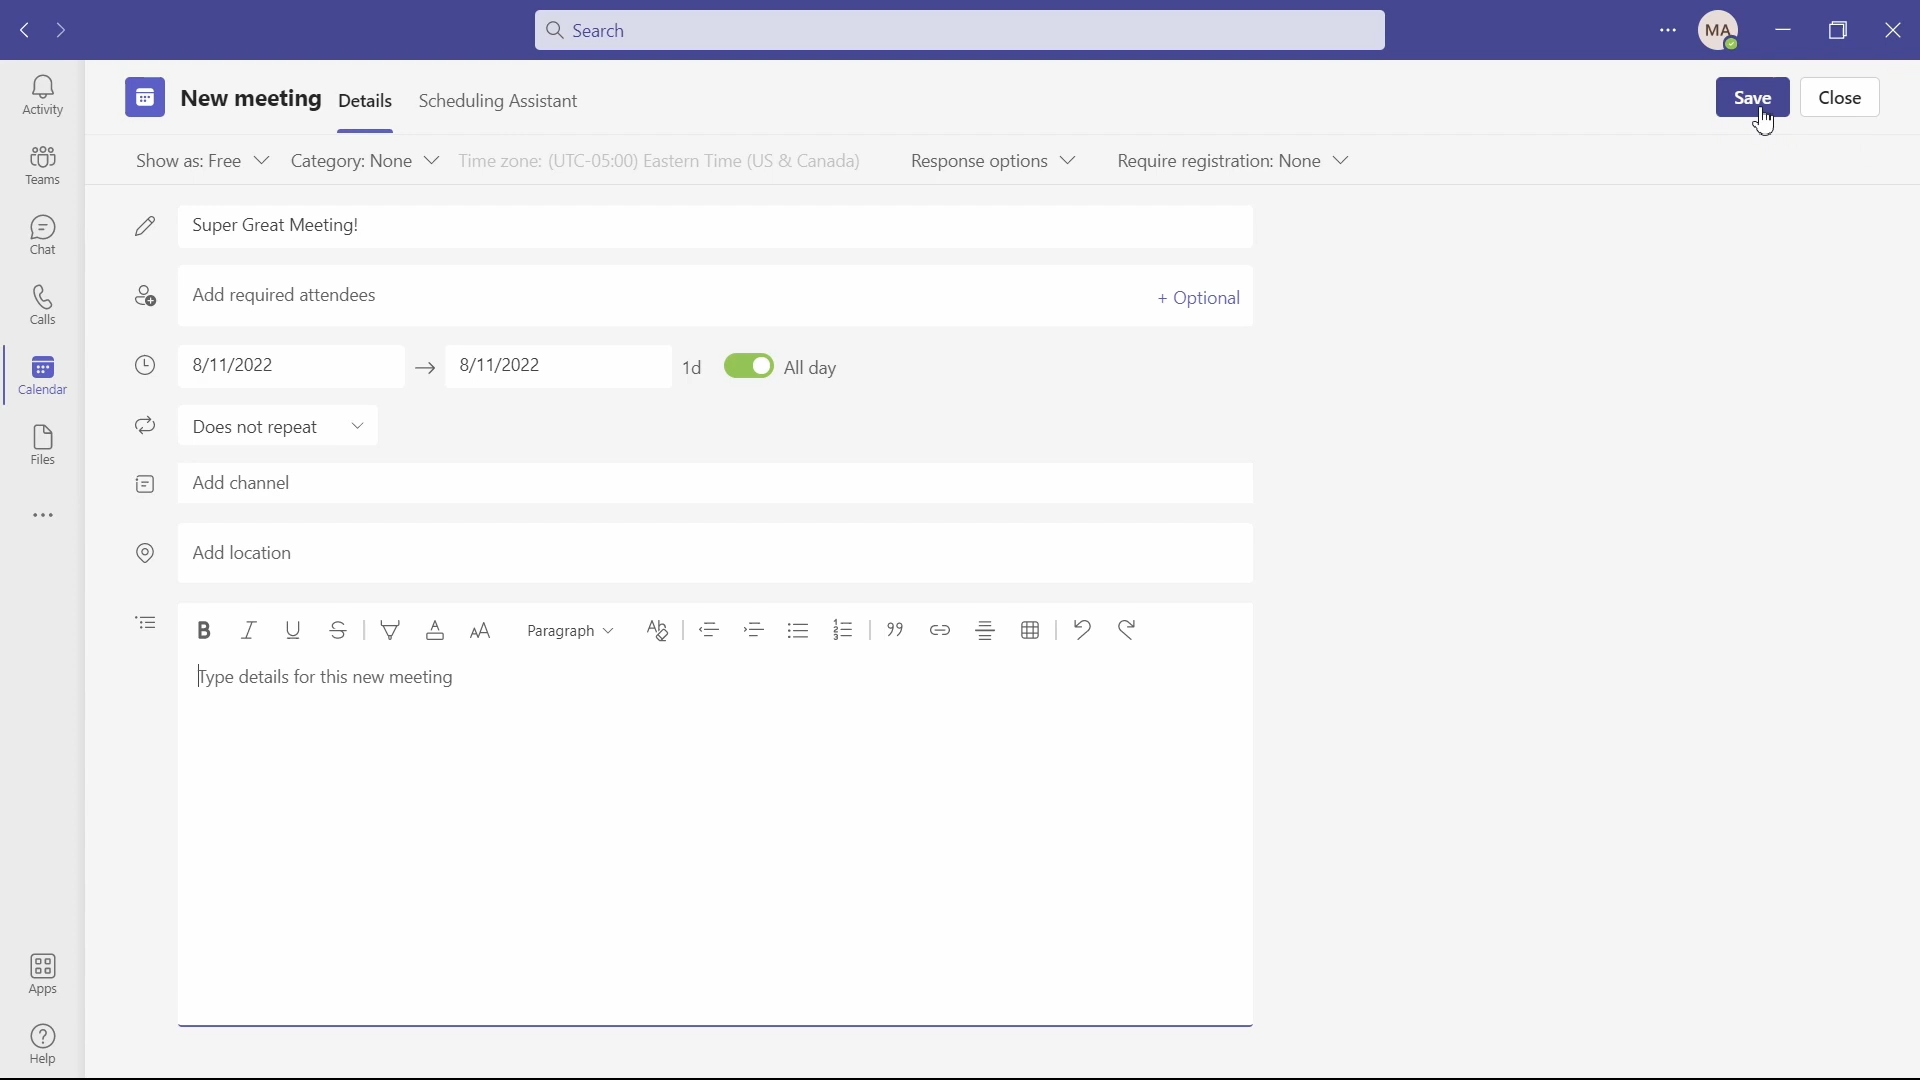 Search
MA
Activity
Teams
Chat
Calls
Calendar
Files
Apps
Help
New meeting Details Scheduling Assistant
Save Close
Show as: Free Category: None Time zone: (UTC-05:00) Eastern Time (US & Canada) Response options Require registration: None
Super Great Meeting!
Add required attendees + Optional
8/11/2022 → 8/11/2022 1d All day
Does not repeat
Add channel
Add location
Paragraph
Type details for this new meeting